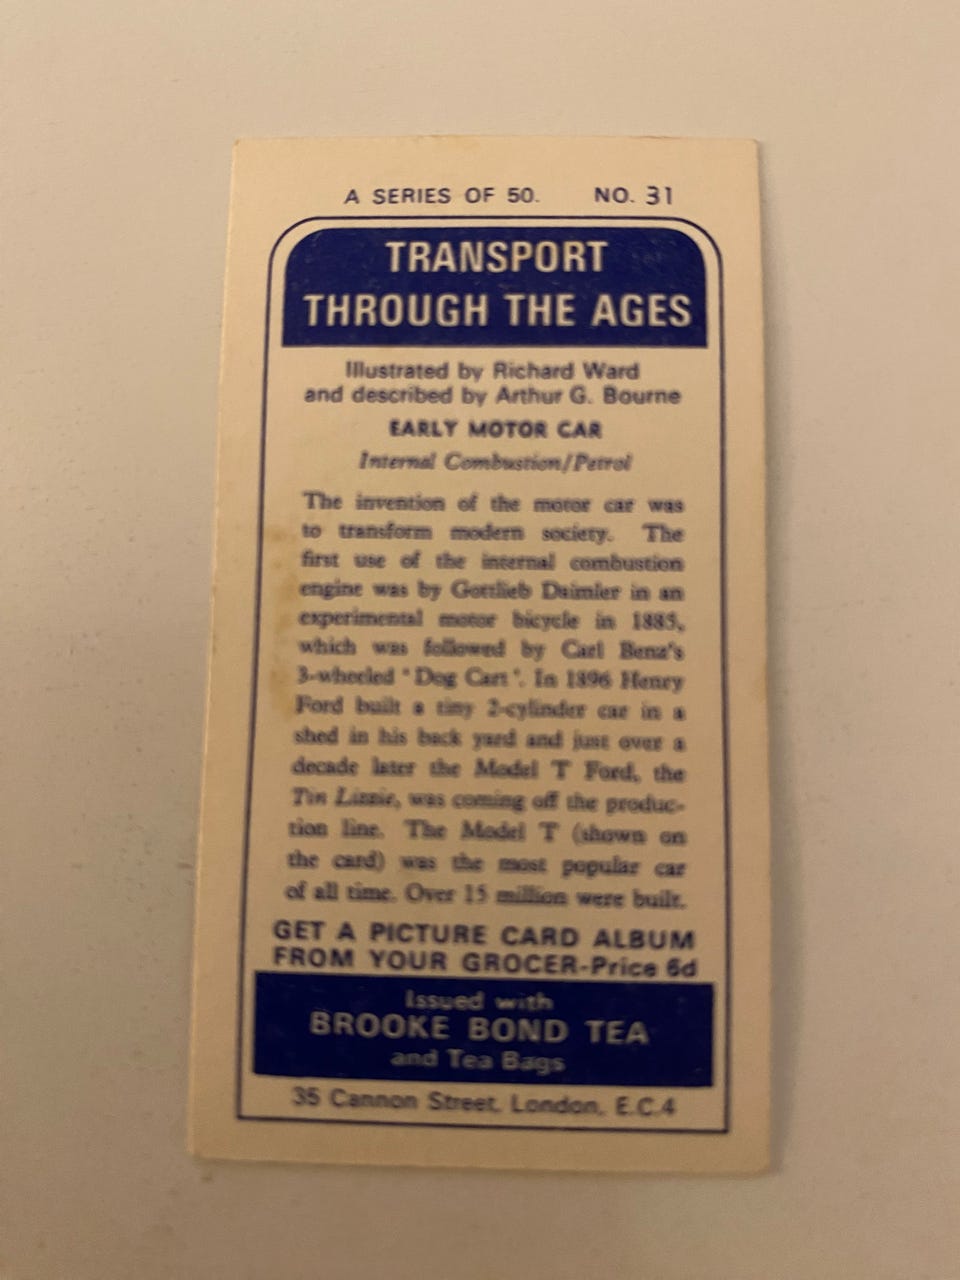 A SERIES OF 50. NO. 31
TRANSPORT
THROUGH THE AGES
Illustrated by Richard Ward
and described by Arthur G. Bourne
EARLY MOTOR CAR
Internal Combustion/Petrol
The invention of the motor car was
to transform modern society. The
first use of the internal combustion
engine was by Gottlieb Daimler in an
experimental motor bicycle in 1885,
which was followed by Carl Benz's
3-wheeled 'Dog Cart'. In 1896 Henry
Ford built a tiny 2-cylinder car in a
shed in his back yard and just over a
decade later the Model T Ford, the
Tin Lizzie, was coming off the produc-
tion line. The Model T (shown on
the card) was the most popular car
of all time. Over 15 million were built.
GET A PICTURE CARD ALBUM
FROM YOUR GROCER-Price 6d
Issued with
BROOKE BOND TEA
and Tea Bags
35 Cannon Street, London, E.C.4